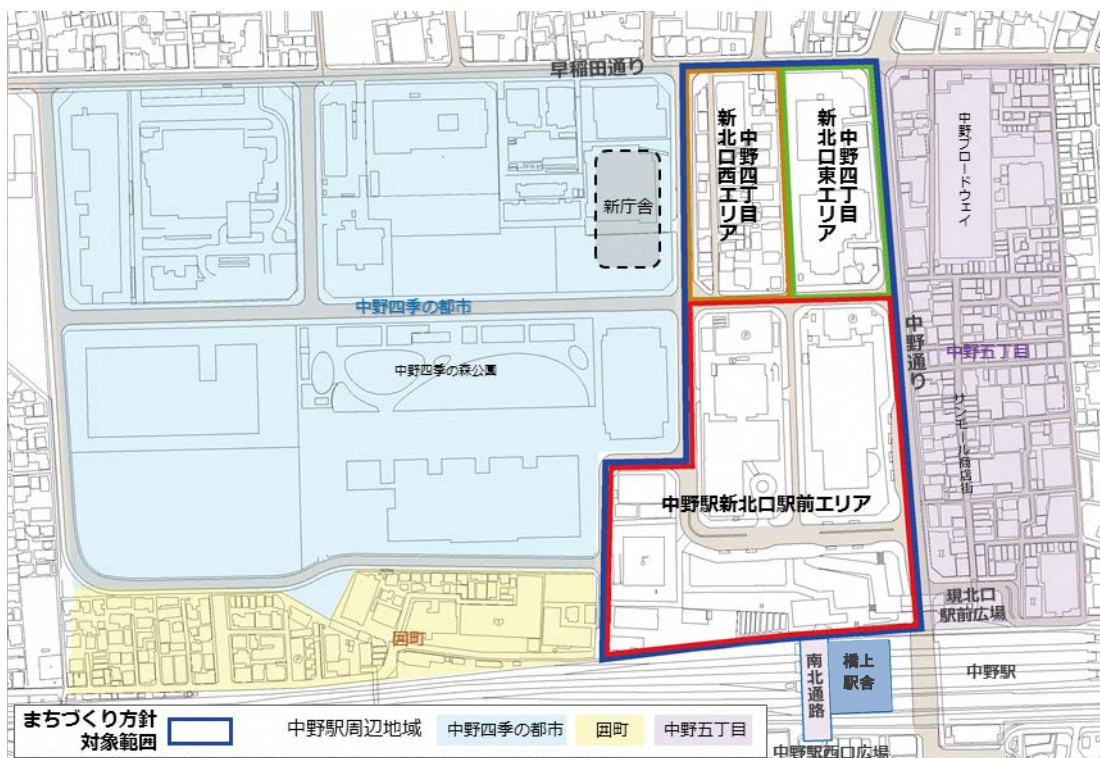 早稲田通り
中野四丁目
新北口西エリア
中野四丁目
新北口東エリア
中野ブロードウェイ
新庁舎
中野四季の都市
中野通り
中野五丁目
中野四季の森公園
サンモール商店街
中野駅新北口駅前エリア
現北口
駅前広場
囲町
南北通路
橋上
駅舎
中野駅
まちづくり方針
対象範囲
中野駅周辺地域
中野四季の都市
囲町
中野五丁目
中野駅西口広場